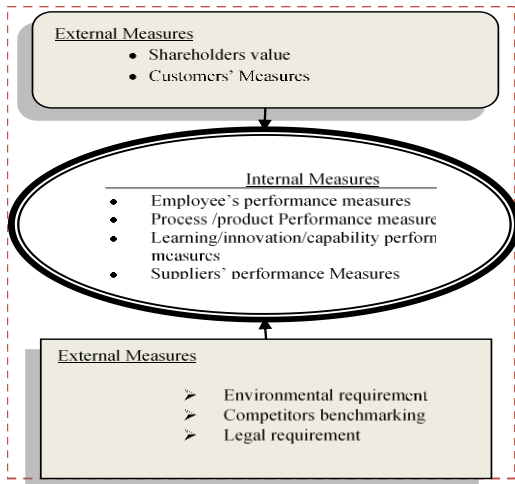 External Measures
• Shareholders value
• Customers' Measures
Internal Measures
• Employee's performance measures
• Process /product Performance measure
• Learning/innovation/capability perform
measures
• Suppliers' performance Measures
External Measures
➢ Environmental requirement
➢ Competitors benchmarking
➢ Legal requirement